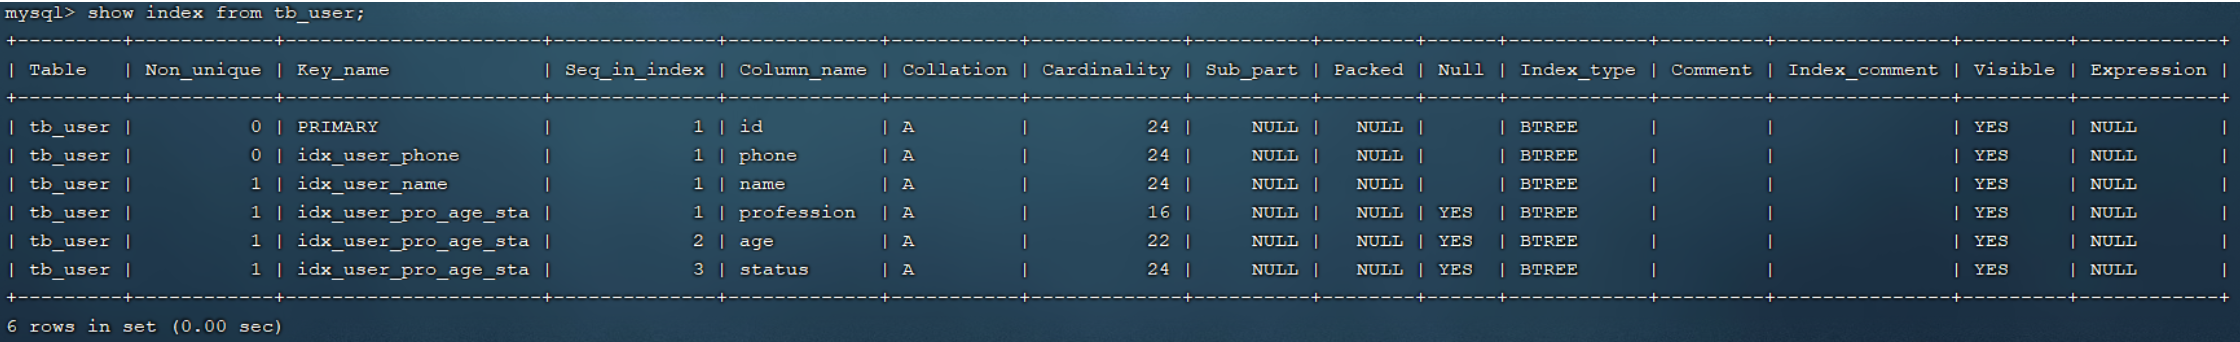 mysql> show index from tb_user;
+---------+------------+----------------------+--------------+-------------+-----------+-------------+----------+--------+------+------------+---------+---------------+---------+------------+
| Table   | Non_unique | Key_name             | Seq_in_index | Column_name | Collation | Cardinality | Sub_part | Packed | Null | Index_type | Comment | Index_comment | Visible | Expression |
+---------+------------+----------------------+--------------+-------------+-----------+-------------+----------+--------+------+------------+---------+---------------+---------+------------+
| tb_user |          0 | PRIMARY              |            1 | id          | A         |          24 |     NULL |   NULL |      | BTREE      |         |               | YES     | NULL       |
| tb_user |          0 | idx_user_phone       |            1 | phone       | A         |          24 |     NULL |   NULL |      | BTREE      |         |               | YES     | NULL       |
| tb_user |          1 | idx_user_name        |            1 | name        | A         |          24 |     NULL |   NULL |      | BTREE      |         |               | YES     | NULL       |
| tb_user |          1 | idx_user_pro_age_sta |            1 | profession  | A         |          16 |     NULL |   NULL | YES  | BTREE      |         |               | YES     | NULL       |
| tb_user |          1 | idx_user_pro_age_sta |            2 | age         | A         |          22 |     NULL |   NULL | YES  | BTREE      |         |               | YES     | NULL       |
| tb_user |          1 | idx_user_pro_age_sta |            3 | status      | A         |          24 |     NULL |   NULL | YES  | BTREE      |         |               | YES     | NULL       |
+---------+------------+----------------------+--------------+-------------+-----------+-------------+----------+--------+------+------------+---------+---------------+---------+------------+
6 rows in set (0.00 sec)